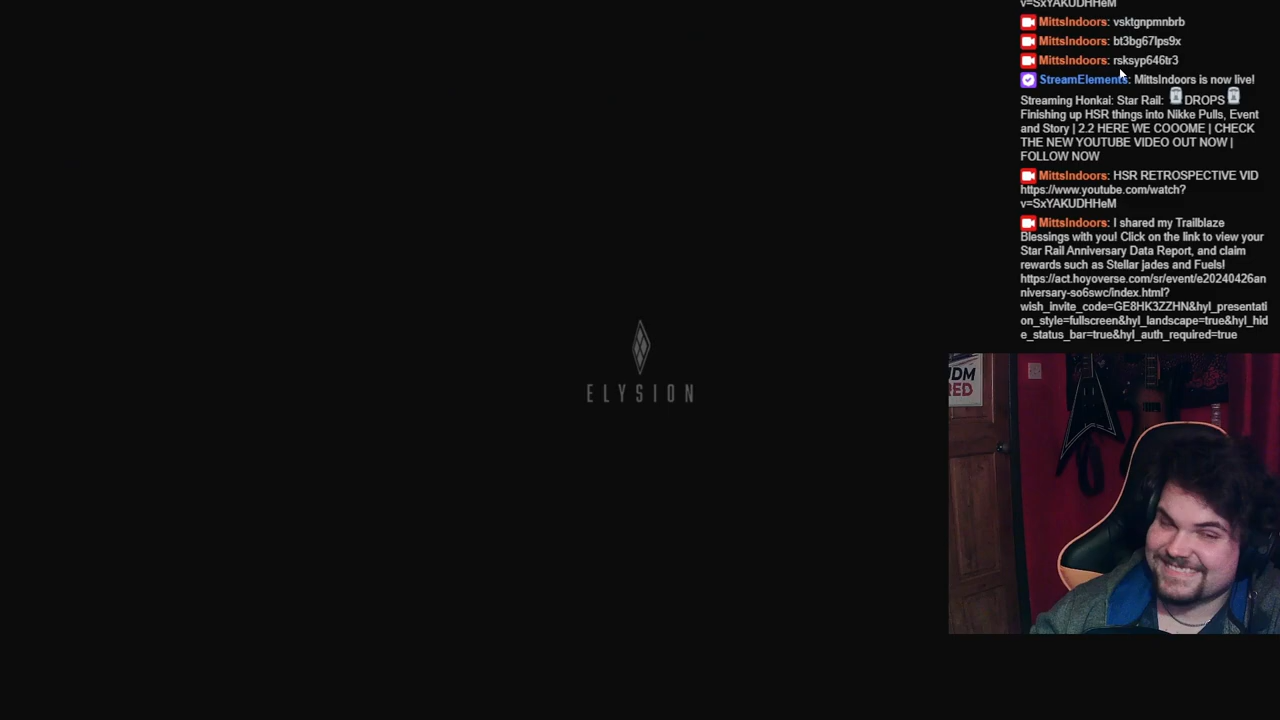 v=SxYAKUDHHeM
MittsIndoors: vsktgnpmnbrb
MittsIndoors: bt3bg67lps9x
MittsIndoors: rsksyp646tr3
StreamElements: MittsIndoors is now live!
Streaming Honkai: Star Rail: DROPS
Finishing up HSR things into Nikke Pulls, Event
and Story | 2.2 HERE WE COOOME | CHECK
THE NEW YOUTUBE VIDEO OUT NOW |
FOLLOW NOW
MittsIndoors: HSR RETROSPECTIVE VID
https://www.youtube.com/watch?
v=SxYAKUDHHeM
MittsIndoors: I shared my Trailblaze
Blessings with you! Click on the link to view your
Star Rail Anniversary Data Report, and claim
rewards such as Stellar jades and Fuels!
https://act.hoyoverse.com/sr/event/e20240426an
niversary-so6swc/index.html?
wish_invite_code=GE8HK3ZZHN&hyl_presentati
on_style=fullscreen&hyl_landscape=true&hyl_hid
e_status_bar=true&hyl_auth_required=true
ELYSION